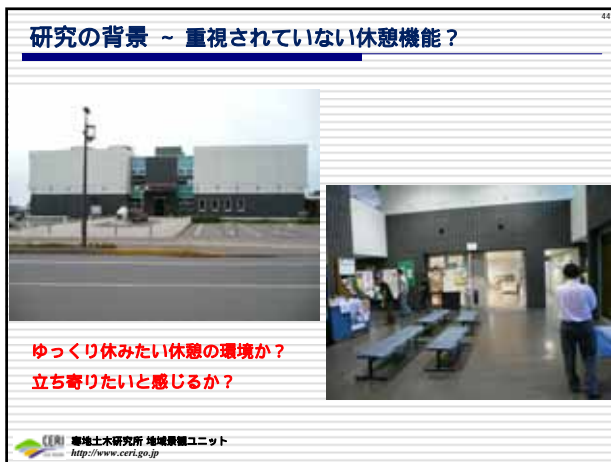 44
研究の背景 ~ 重視されていない休憩機能？
ゆっくり休みたい休憩の環境か？
立ち寄りたいと感じるか？
CERI
寒地土木研究所 地域景観ユニット
http://www.ceri.go.jp